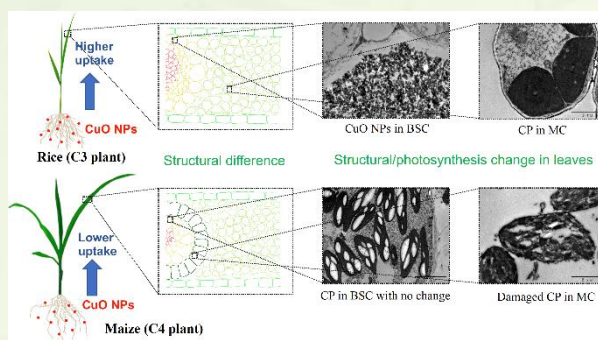 Higher
uptake
CuO NPs
Rice (C3 plant)
CuO NPs in BSC
CP in MC
Structural difference
Structural/photosynthesis change in leaves
Lower
uptake
CuO NPs
Maize (C4 plant)
CP in BSC with no change
Damaged CP in MC